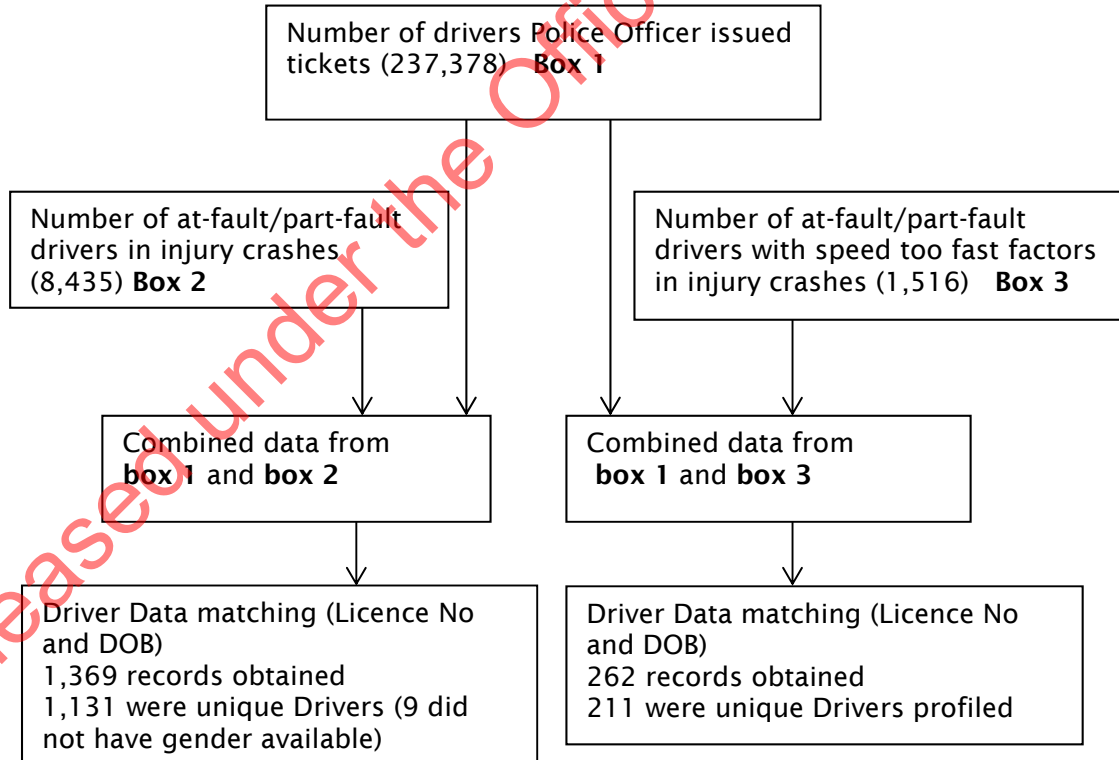 Number of drivers Police Officer issued
tickets (237,378) Box 1
Number of at-fault/part-fault
drivers in injury crashes
(8,435) Box 2
Number of at-fault/part-fault
drivers with speed too fast factors
in injury crashes (1,516) Box 3
Combined data from
box 1 and box 2
Combined data from
box 1 and box 3
Driver Data matching (Licence No
and DOB)
1,369 records obtained
1,131 were unique Drivers (9 did
not have gender available)
Driver Data matching (Licence No
and DOB)
262 records obtained
211 were unique Drivers profiled
eased under the Offic